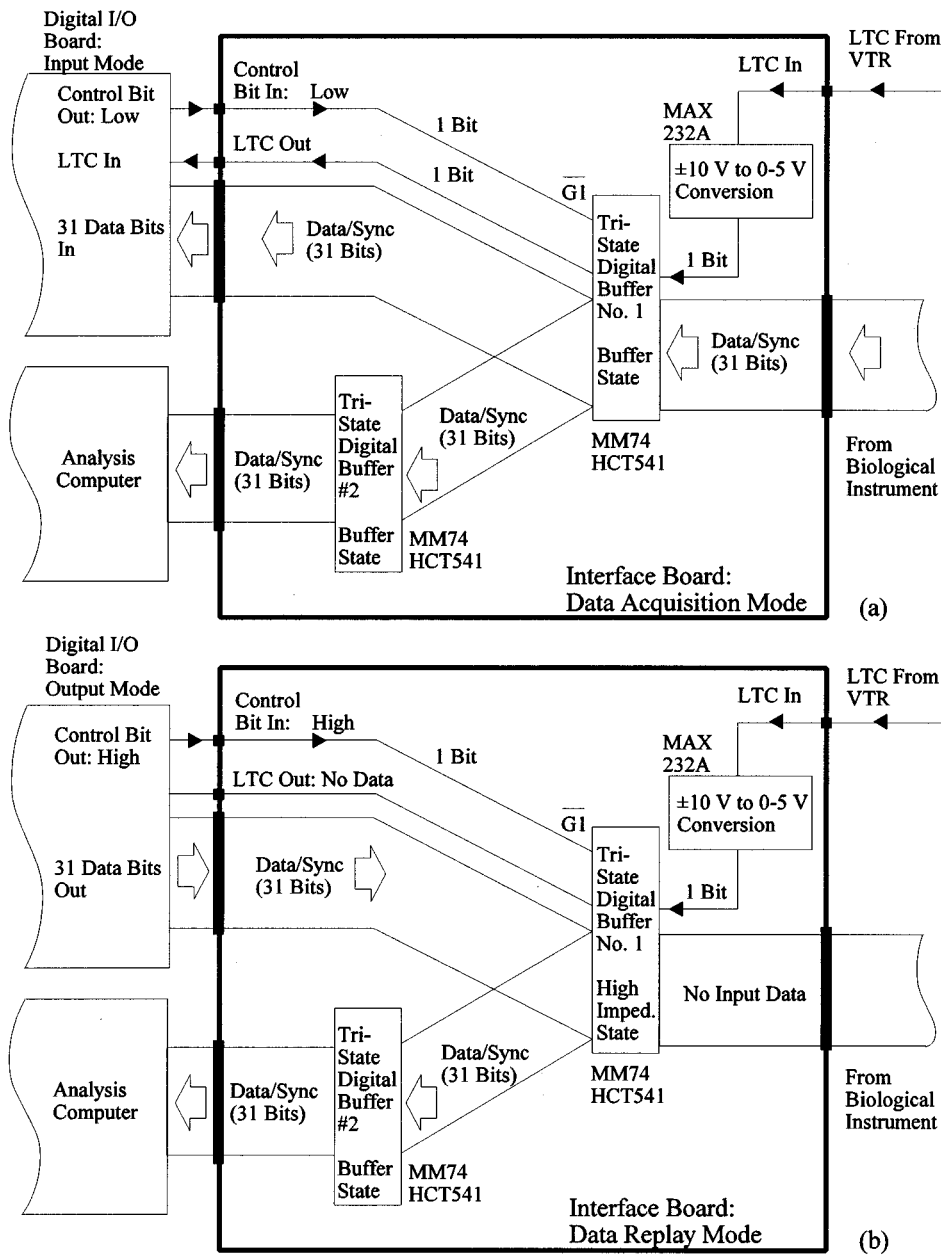 Digital I/O
Board:
Input Mode
Control Bit
Out: Low
LTC In
31 Data Bits
In
Analysis
Computer
Control
Bit In: Low
LTC Out
1 Bit
1 Bit
Data/Sync
(31 Bits)
Data/Sync
(31 Bits)
Tri-
State
Digital
Buffer
#2
Buffer
State
MM74
HCT541
Data/Sync
(31 Bits)
G1
Tri-
State
Digital
Buffer
No. 1
Buffer
State
MM74
HCT541
LTC In
MAX
232A
±10 V to 0-5 V
Conversion
1 Bit
Data/Sync
(31 Bits)
LTC From
VTR
From
Biological
Instrument
Interface Board:
Data Acquisition Mode
(a)
Digital I/O
Board:
Output Mode
Control Bit
Out: High
31 Data Bits
Out
Analysis
Computer
Control
Bit In: High
LTC Out: No Data
1 Bit
Data/Sync
(31 Bits)
Data/Sync
(31 Bits)
Tri-
State
Digital
Buffer
#2
Buffer
State
MM74
HCT541
Data/Sync
(31 Bits)
G1
Tri-
State
Digital
Buffer
No. 1
High
Imped.
State
MM74
HCT541
LTC In
MAX
232A
±10 V to 0-5 V
Conversion
1 Bit
No Input Data
LTC From
VTR
From
Biological
Instrument
Interface Board:
Data Replay Mode
(b)